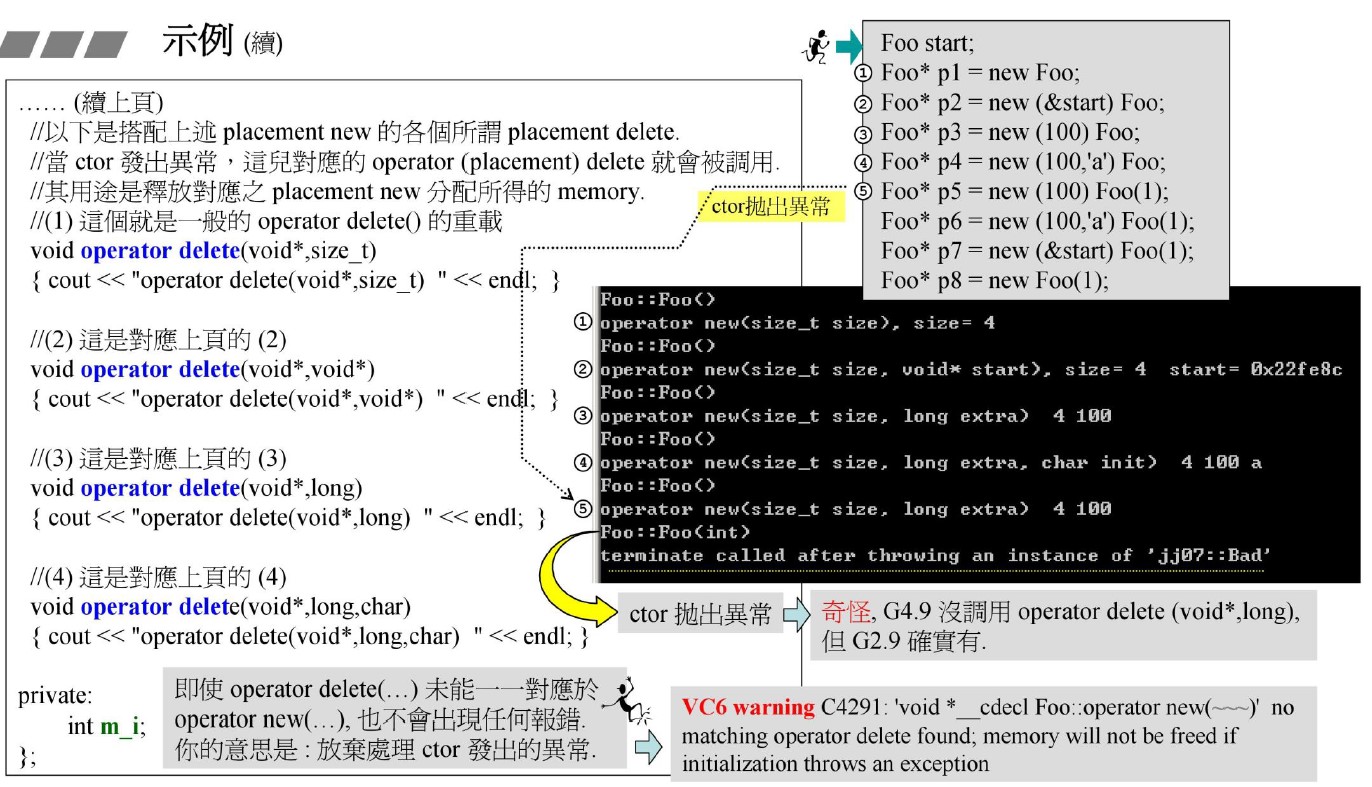 示例 (續)
…… (續上頁)
//以下是搭配上述 placement new 的各個所謂 placement delete.
//當 ctor 發出異常，這兒對應的 operator (placement) delete 就會被調用.
//其用途是釋放對應之 placement new 分配所得的 memory.
//(1) 這個就是一般的 operator delete() 的重載
void operator delete(void*,size_t)
{ cout << "operator delete(void*,size_t)  " << endl;  }
//(2) 這是對應上頁的 (2)
void operator delete(void*,void*)
{ cout << "operator delete(void*,void*)  " << endl;  }
//(3) 這是對應上頁的 (3)
void operator delete(void*,long)
{ cout << "operator delete(void*,long)  " << endl;  }
//(4) 這是對應上頁的 (4)
void operator delete(void*,long,char)
{ cout << "operator delete(void*,long,char)  " << endl; }
private:
int m_i;
};
即使 operator delete(…) 未能一一對應於
operator new(…), 也不會出現任何報錯.
你的意思是 : 放棄處理 ctor 發出的異常.
Foo start;
① Foo* p1 = new Foo;
② Foo* p2 = new (&start) Foo;
③ Foo* p3 = new (100) Foo;
④ Foo* p4 = new (100,'a') Foo;
⑤ Foo* p5 = new (100) Foo(1);
Foo* p6 = new (100,'a') Foo(1);
Foo* p7 = new (&start) Foo(1);
Foo* p8 = new Foo(1);
ctor拋出異常
Foo::Foo()
① operator new(size_t size), size= 4
Foo::Foo()
② operator new(size_t size, void* start), size= 4  start= 0x22fe8c
Foo::Foo()
③ operator new(size_t size, long extra)  4 100
Foo::Foo()
④ operator new(size_t size, long extra, char init)  4 100 a
Foo::Foo()
⑤ operator new(size_t size, long extra)  4 100
Foo::Foo(int)
terminate called after throwing an instance of 'jj07::Bad'
ctor 拋出異常
奇怪, G4.9 沒調用 operator delete (void*,long),
但 G2.9 確實有.
VC6 warning C4291: 'void *__cdecl Foo::operator new(~~~)'  no
matching operator delete found; memory will not be freed if
initialization throws an exception